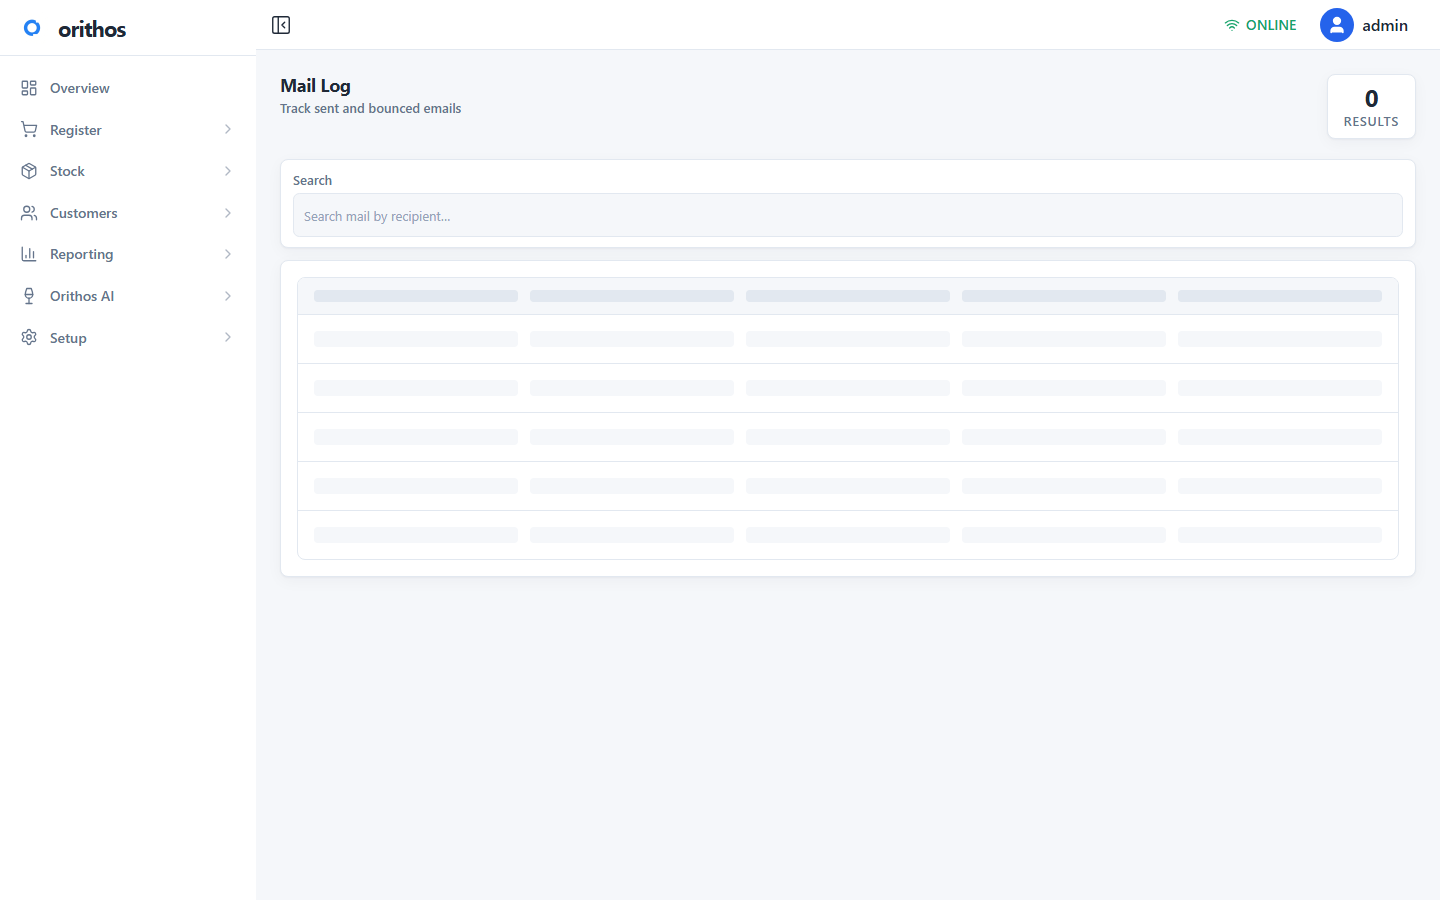 orithos
ONLINE
admin
Overview
Register
Stock
Customers
Reporting
Orithos AI
Setup
Mail Log
Track sent and bounced emails
0
RESULTS
Search
Search mail by recipient...